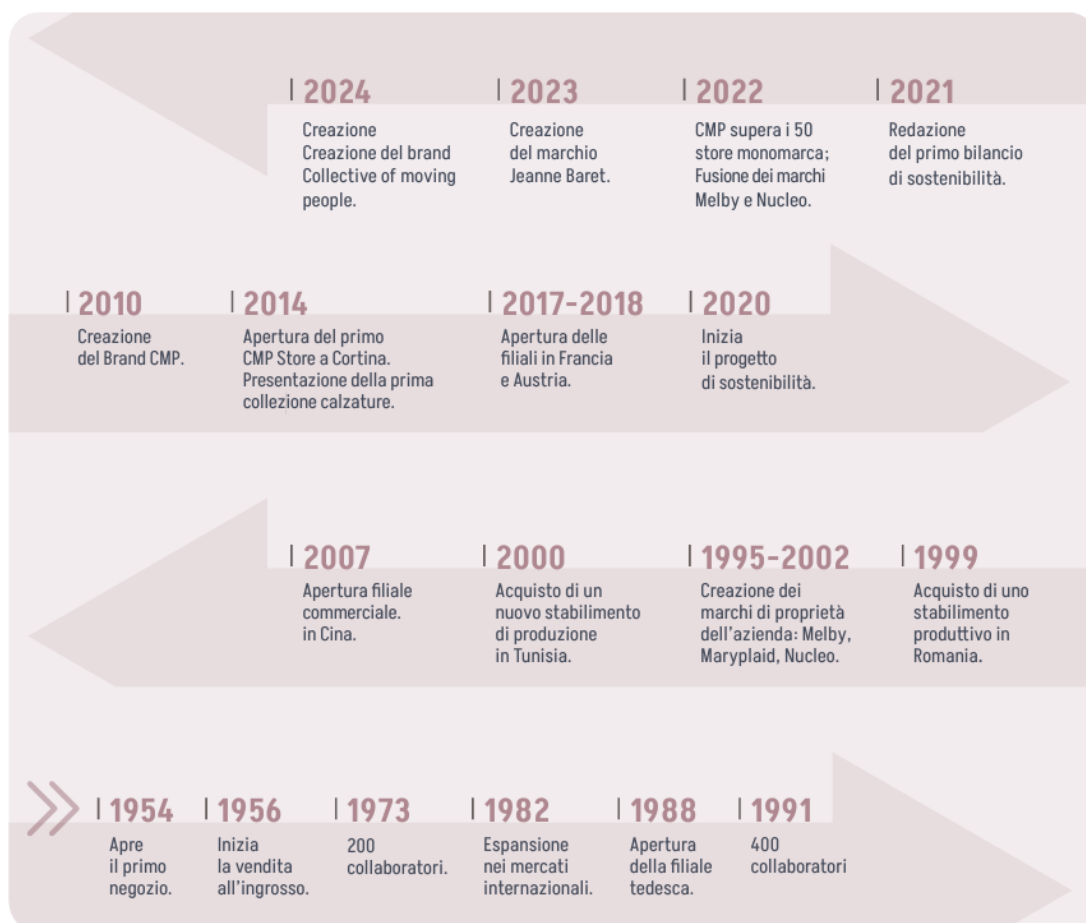 2024
Creazione
Creazione del brand
Collective of moving
people.
2023
Creazione
del marchio
Jeanne Baret.
2022
CMP supera i 50
store monomarca;
Fusione dei marchi
Melby e Nucleo.
2021
Redazione
del primo bilancio
di sostenibilità.
2010
Creazione
del Brand CMP.
2014
Apertura del primo
CMP Store a Cortina.
Presentazione della prima
collezione calzature.
2017-2018
Apertura delle
filiali in Francia
e Austria.
2020
Inizia
il progetto
di sostenibilità.
2007
Apertura filiale
commerciale.
in Cina.
2000
Acquisto di un
nuovo stabilimento
di produzione
in Tunisia.
1995-2002
Creazione dei
marchi di proprietà
dell'azienda: Melby,
Maryplaid, Nucleo.
1999
Acquisto di uno
stabilimento
produttivo in
Romania.
1954
Apre
il primo
negozio.
1956
Inizia
la vendita
all'ingrosso.
1973
200
collaboratori.
1982
Espansione
nei mercati
internazionali.
1988
Apertura
della filiale
tedesca.
1991
400
collaboratori